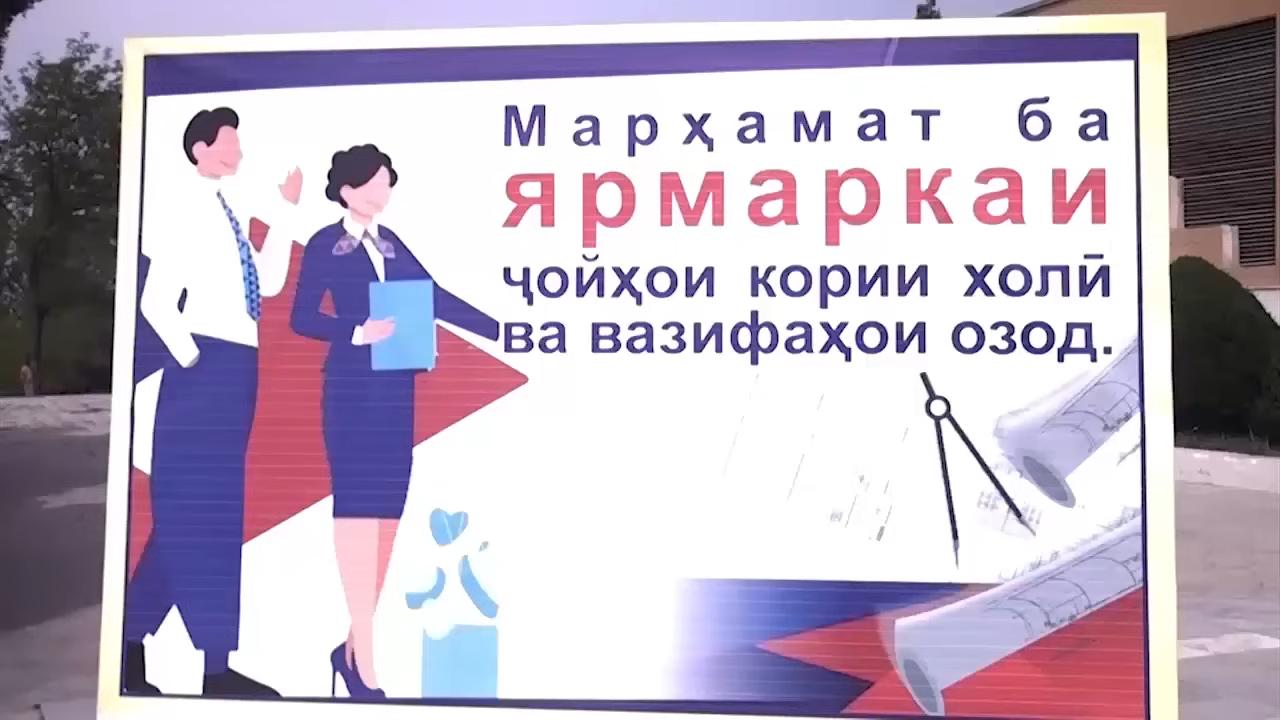 Марҳамат ба
ярмаркаи
ҷойҳои кории холӣ
ва вазифаҳои озод.